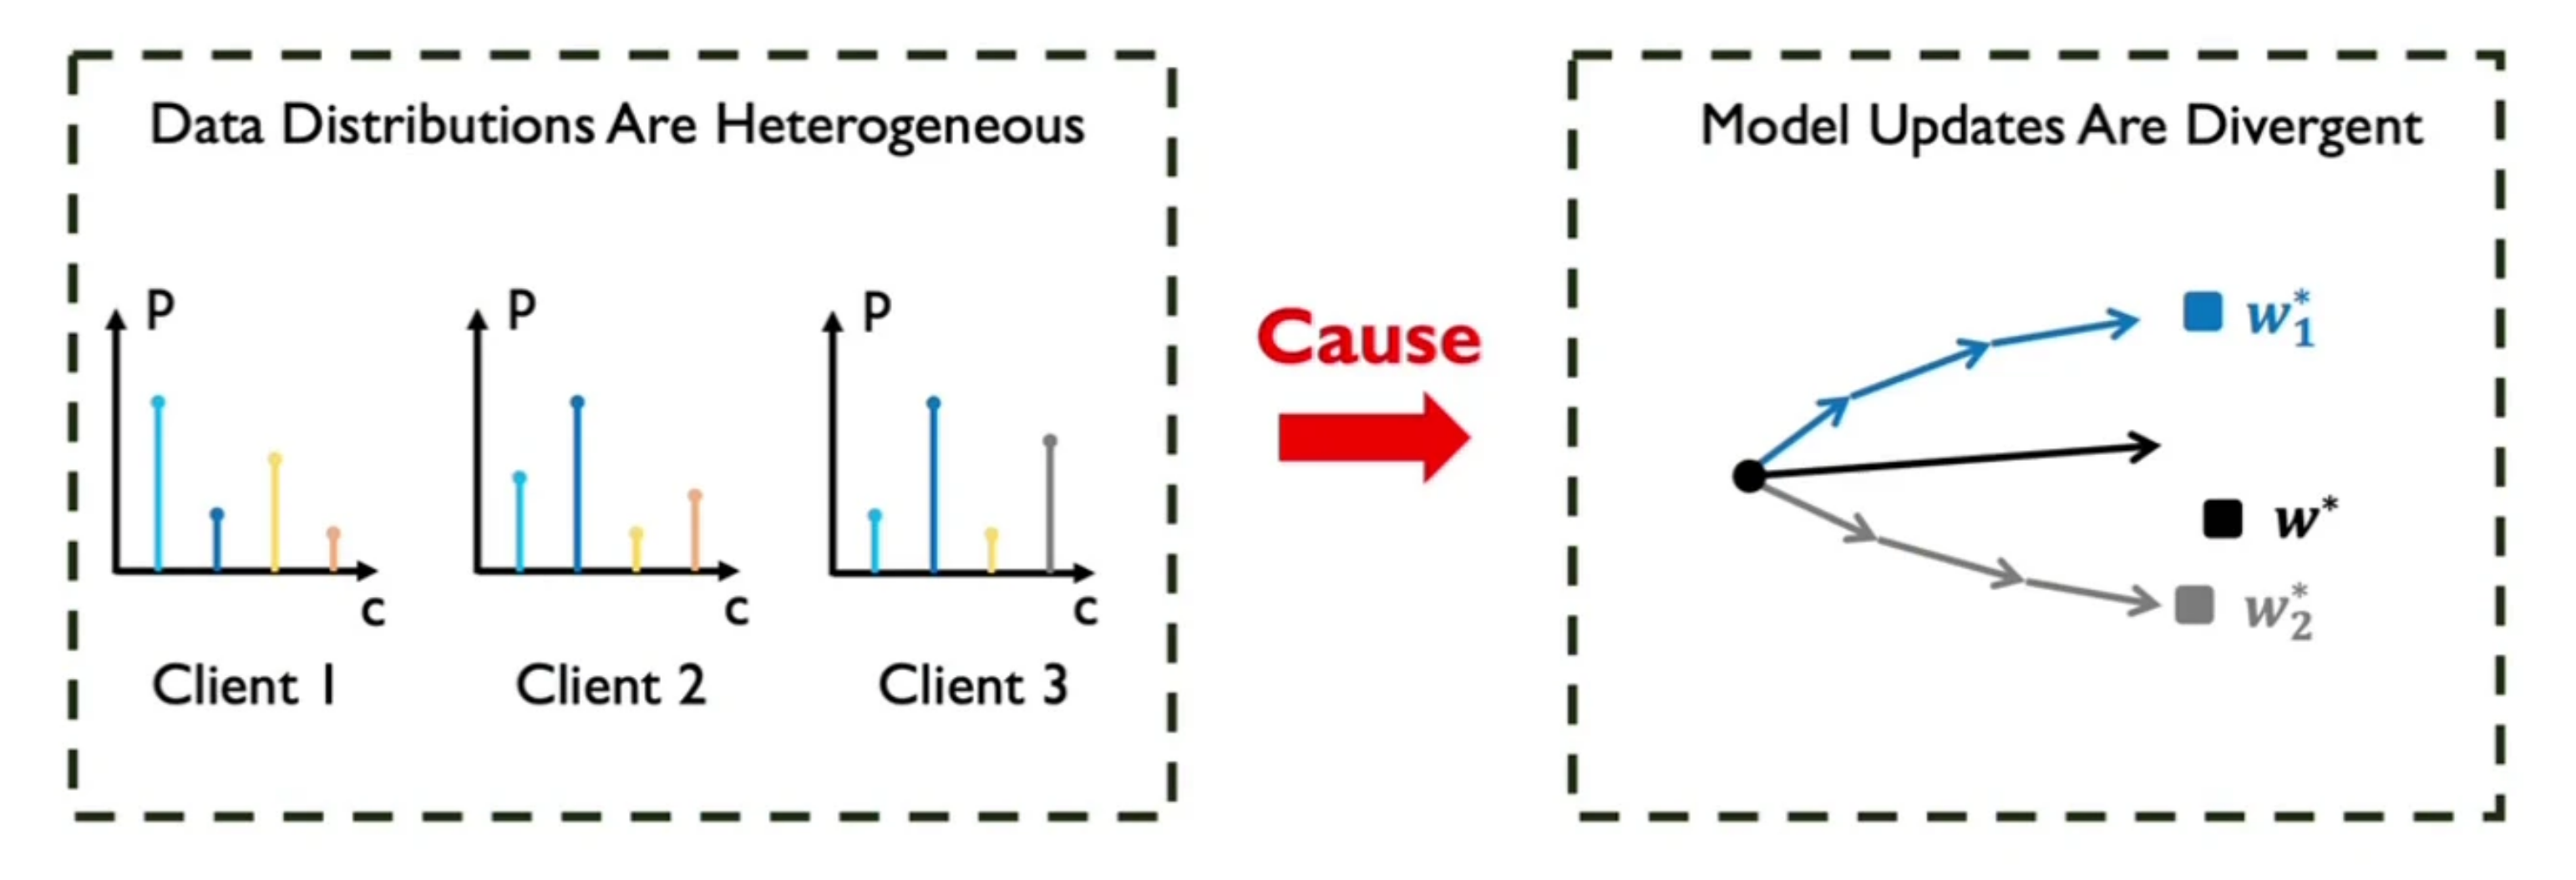 Data Distributions Are Heterogeneous
P
c
Client 1
P
c
Client 2
P
c
Client 3
Cause
Model Updates Are Divergent
w₁*
w*
w₂*